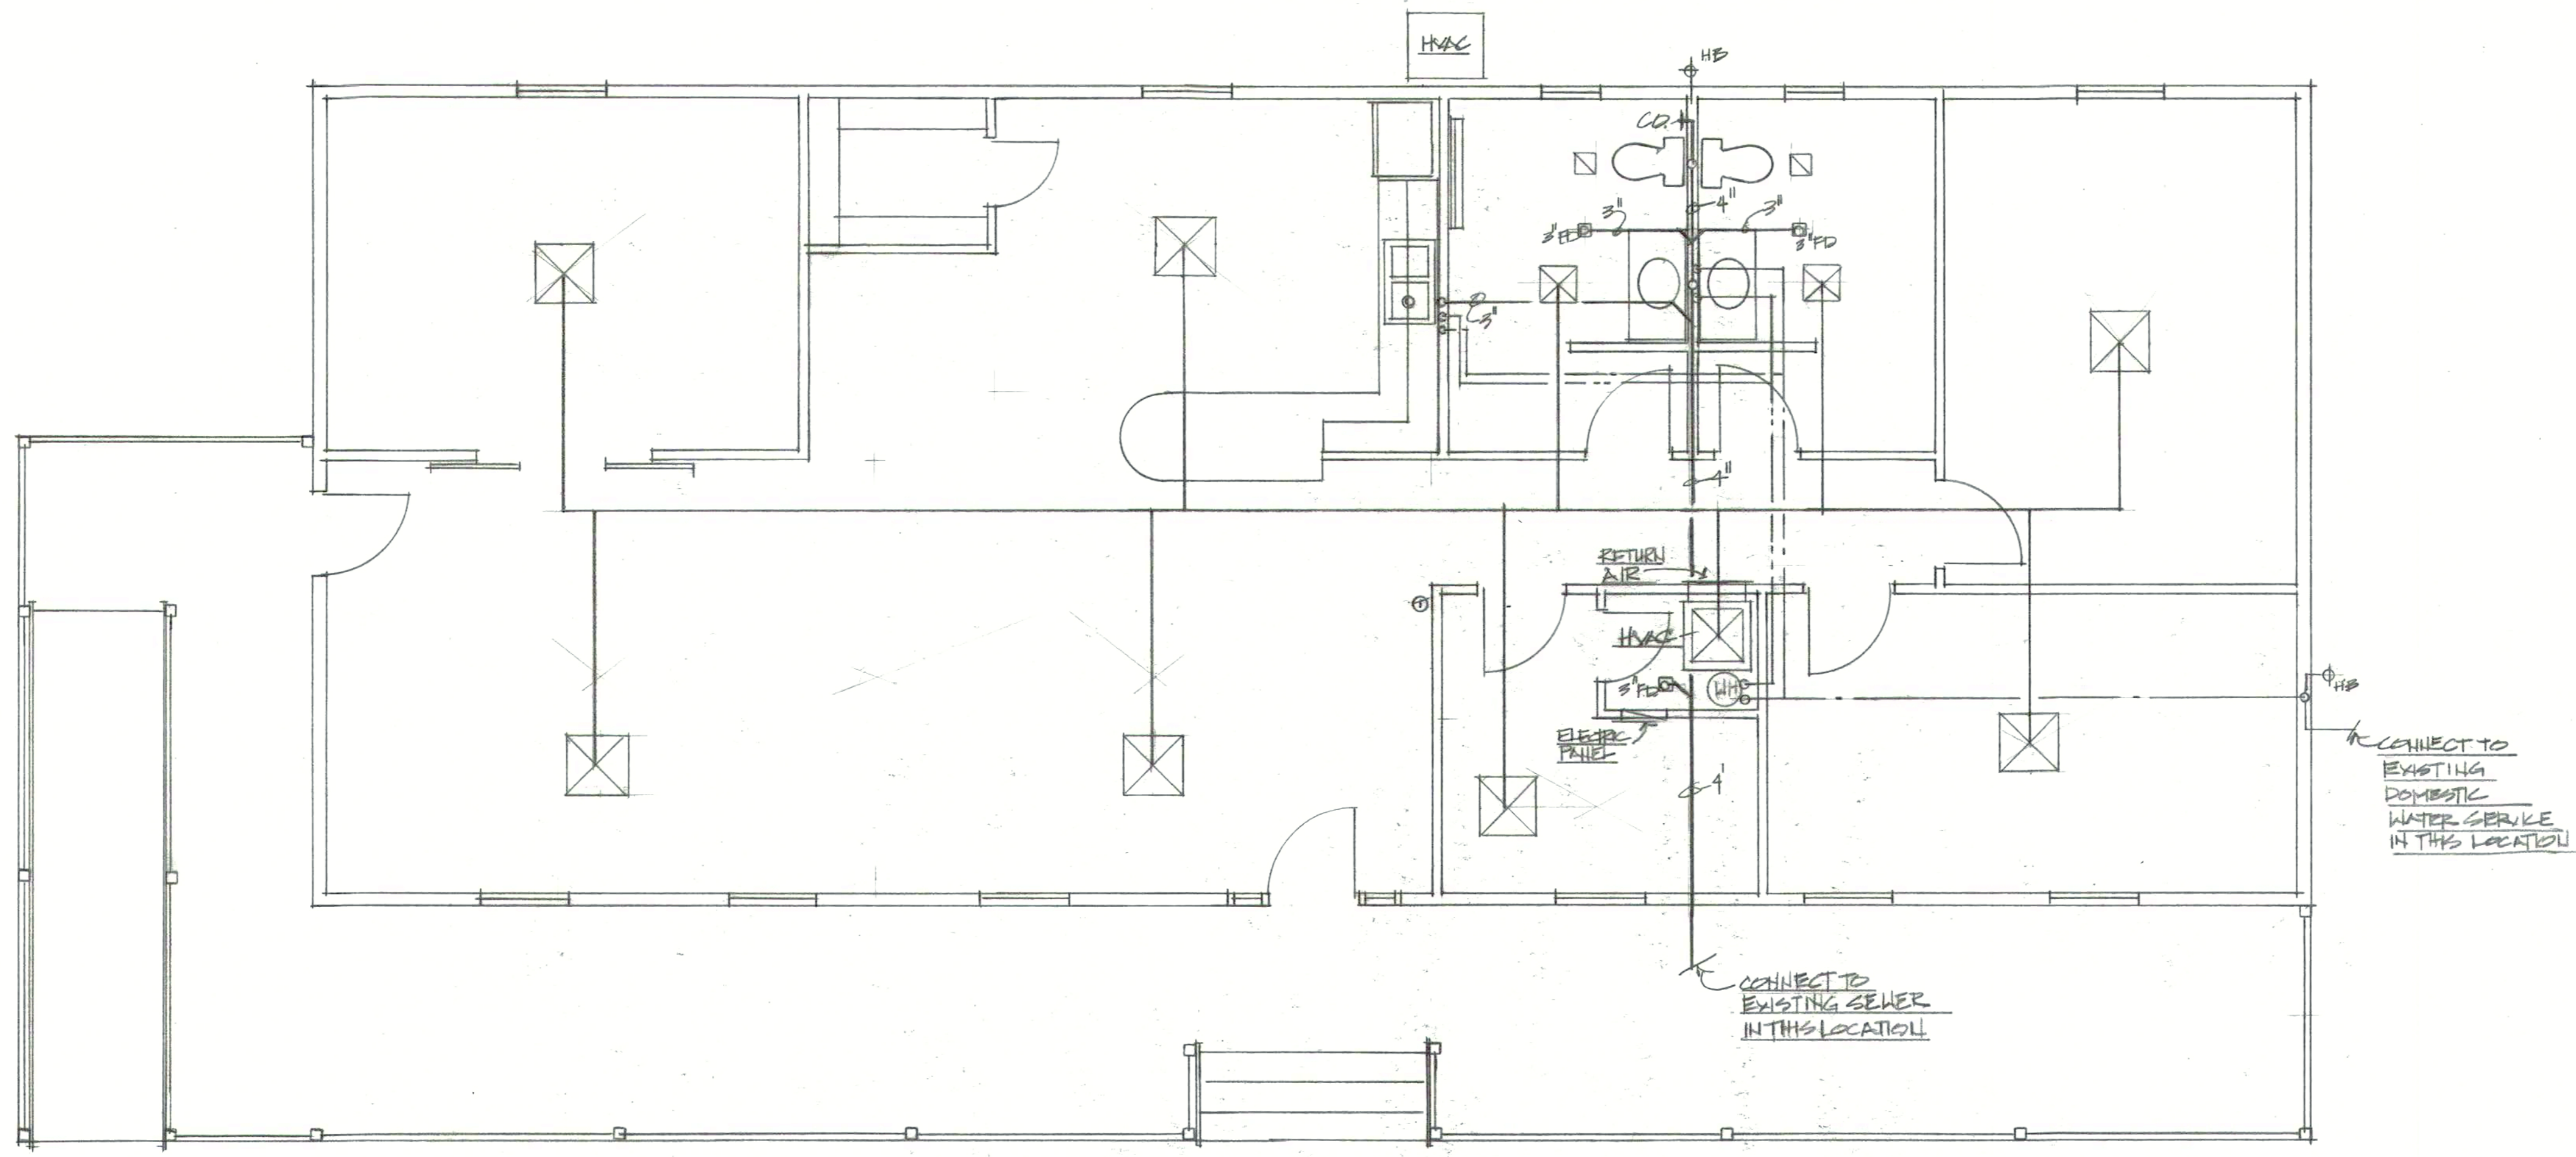 HVAC
HB
C.O.
4"
3"
3"
3"FD
3"FD
3"
4"
RETURN
AIR
HVAC
3"FD
WH
ELECTRIC
PANEL
4'
HB
CONNECT TO
EXISTING
DOMESTIC
WATER SERVICE
IN THIS LOCATION
CONNECT TO
EXISTING SEWER
IN THIS LOCATION